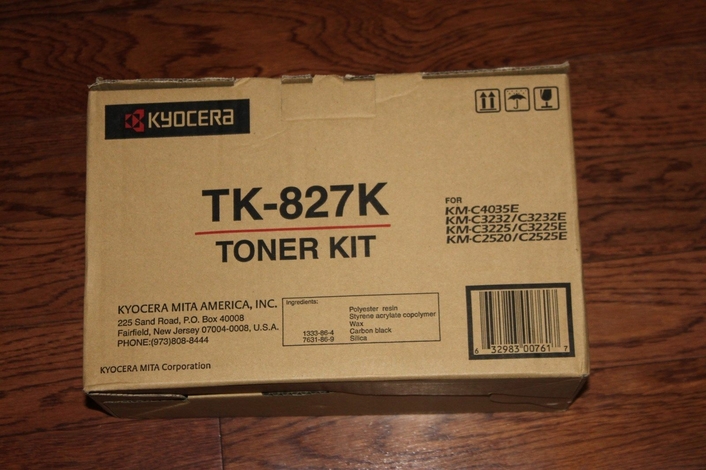 KYOCERA
TK-827K
TONER KIT
FOR
KM-C4035E
KM-C3232/C3232E
KM-C3225/C3225E
KM-C2520/C2525E
KYOCERA MITA AMERICA, INC.
225 Sand Road, P.O. Box 40008
Fairfield, New Jersey 07004-0008, U.S.A.
PHONE:(973)808-8444
KYOCERA MITA Corporation
Ingredients:
Polyester resin
Styrene acrylate copolymer
Wax
1333-86-4 Carbon black
7631-86-9 Silica
6 32983 00761 7